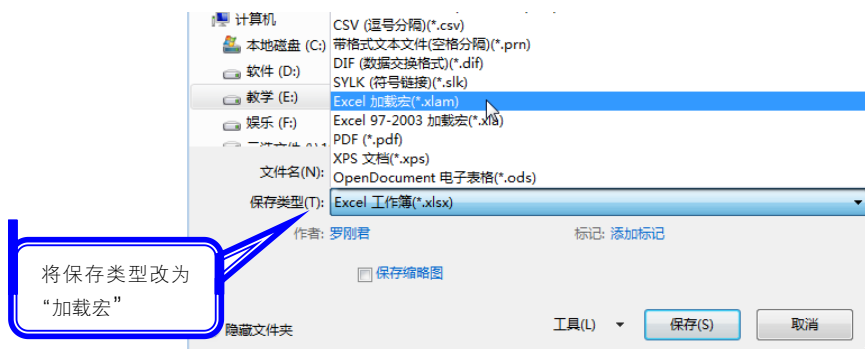 计算机
CSV (逗号分隔)(*.csv)
本地磁盘 (C:)
带格式文本文件(空格分隔)(*.prn)
DIF (数据交换格式)(*.dif)
软件 (D:)
SYLK (符号链接)(*.slk)
教学 (E:)
Excel 加载宏(*.xlam)
娱乐 (F:)
Excel 97-2003 加载宏(*.xla)
PDF (*.pdf)
XPS 文档(*.xps)
文件名(N):
OpenDocument 电子表格(*.ods)
保存类型(T): Excel 工作簿(*.xlsx)
作者: 罗刚君
标记: 添加标记
将保存类型改为
“加载宏”
保存缩略图
隐藏文件夹
工具(L)
保存(S)
取消